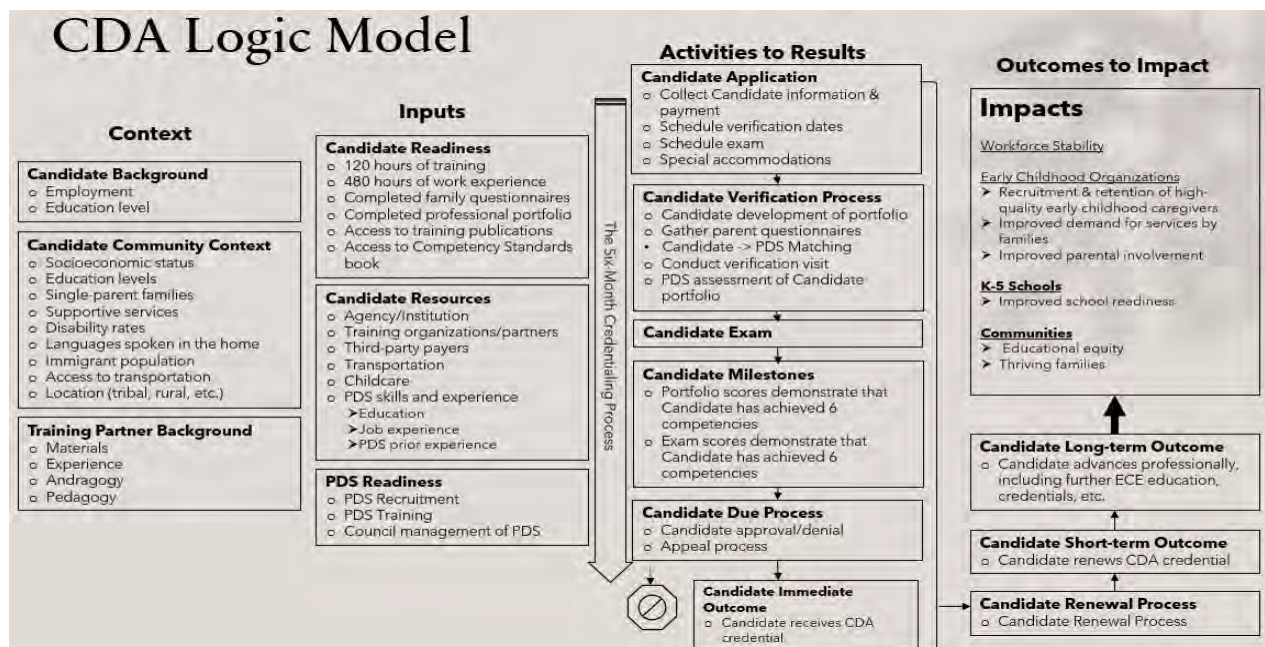 CDA Logic Model
Context
Candidate Background
o Employment
o Education level
Candidate Community Context
o Socioeconomic status
o Education levels
o Single-parent families
o Supportive services
o Disability rates
o Languages spoken in the home
o Immigrant population
o Access to transportation
o Location (tribal, rural, etc.)
Training Partner Background
o Materials
o Experience
o Andragogy
o Pedagogy
Inputs
Candidate Readiness
o 120 hours of training
o 480 hours of work experience
o Completed family questionnaires
o Completed professional portfolio
o Access to training publications
o Access to Competency Standards
book
Candidate Resources
o Agency/Institution
o Training organizations/partners
o Third-party payers
o Transportation
o Childcare
o PDS skills and experience
➤Education
➤Job experience
➤PDS prior experience
PDS Readiness
o PDS Recruitment
o PDS Training
o Council management of PDS
The Six-Month Credentialing Process
Activities to Results
Candidate Application
o Collect Candidate information &
payment
o Schedule verification dates
o Schedule exam
o Special accommodations
Candidate Verification Process
o Candidate development of portfolio
o Gather parent questionnaires
• Candidate -> PDS Matching
o Conduct verification visit
o PDS assessment of Candidate
portfolio
Candidate Exam
Candidate Milestones
o Portfolio scores demonstrate that
Candidate has achieved 6
competencies
o Exam scores demonstrate that
Candidate has achieved 6
competencies
Candidate Due Process
o Candidate approval/denial
o Appeal process
Candidate Immediate
Outcome
o Candidate receives CDA
credential
Outcomes to Impact
Impacts
Workforce Stability
Early Childhood Organizations
➤ Recruitment & retention of high-
quality early childhood caregivers
➤ Improved demand for services by
families
➤ Improved parental involvement
K-5 Schools
➤ Improved school readiness
Communities
➤ Educational equity
➤ Thriving families
Candidate Long-term Outcome
o Candidate advances professionally,
including further ECE education,
credentials, etc.
Candidate Short-term Outcome
o Candidate renews CDA credential
Candidate Renewal Process
o Candidate Renewal Process